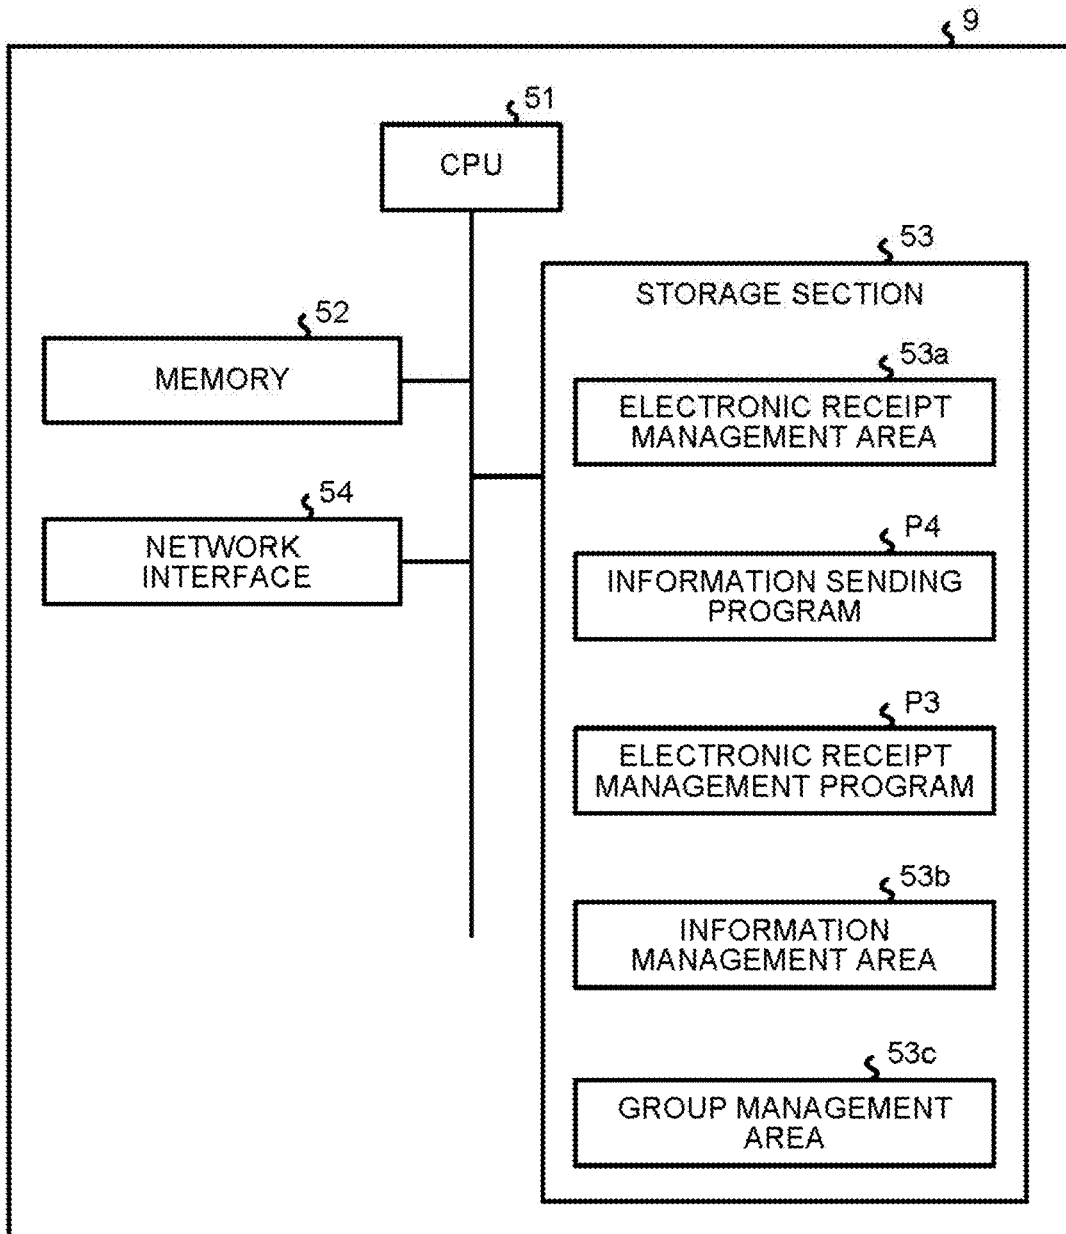 9
51
CPU
53
STORAGE SECTION
52
MEMORY
53a
ELECTRONIC RECEIPT
MANAGEMENT AREA
54
NETWORK
INTERFACE
P4
INFORMATION SENDING
PROGRAM
P3
ELECTRONIC RECEIPT
MANAGEMENT PROGRAM
53b
INFORMATION
MANAGEMENT AREA
53c
GROUP MANAGEMENT
AREA